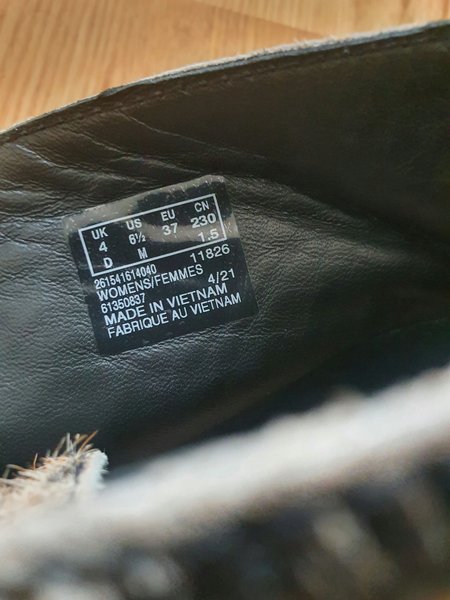 UK US EU CN
4 6½ 37 230
D M 1.5
261541614040 11826
WOMENS/FEMMES
61350837 4/21
MADE IN VIETNAM
FABRIQUE AU VIETNAM